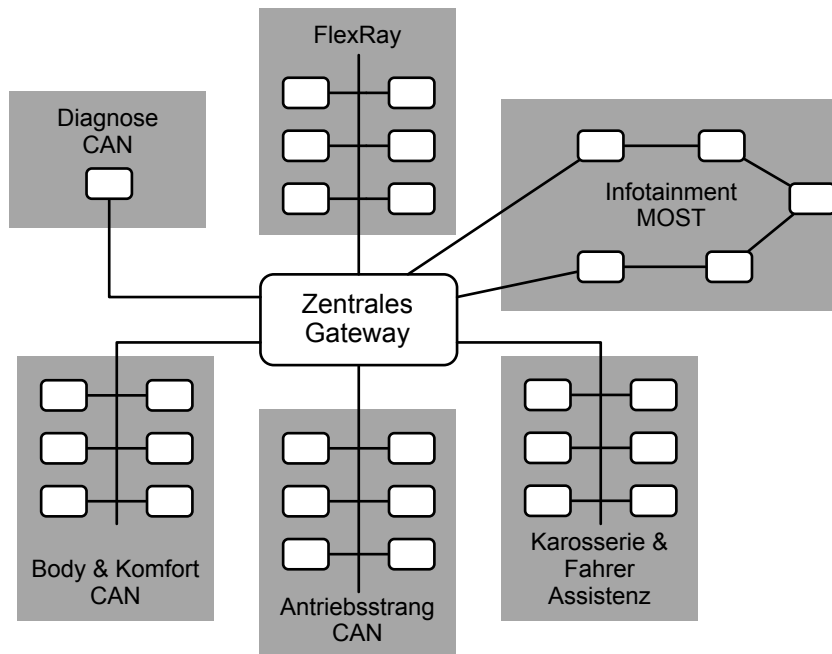 FlexRay
Diagnose
CAN
Infotainment
MOST
Zentrales
Gateway
Body & Komfort
CAN
Antriebsstrang
CAN
Karosserie &
Fahrer
Assistenz